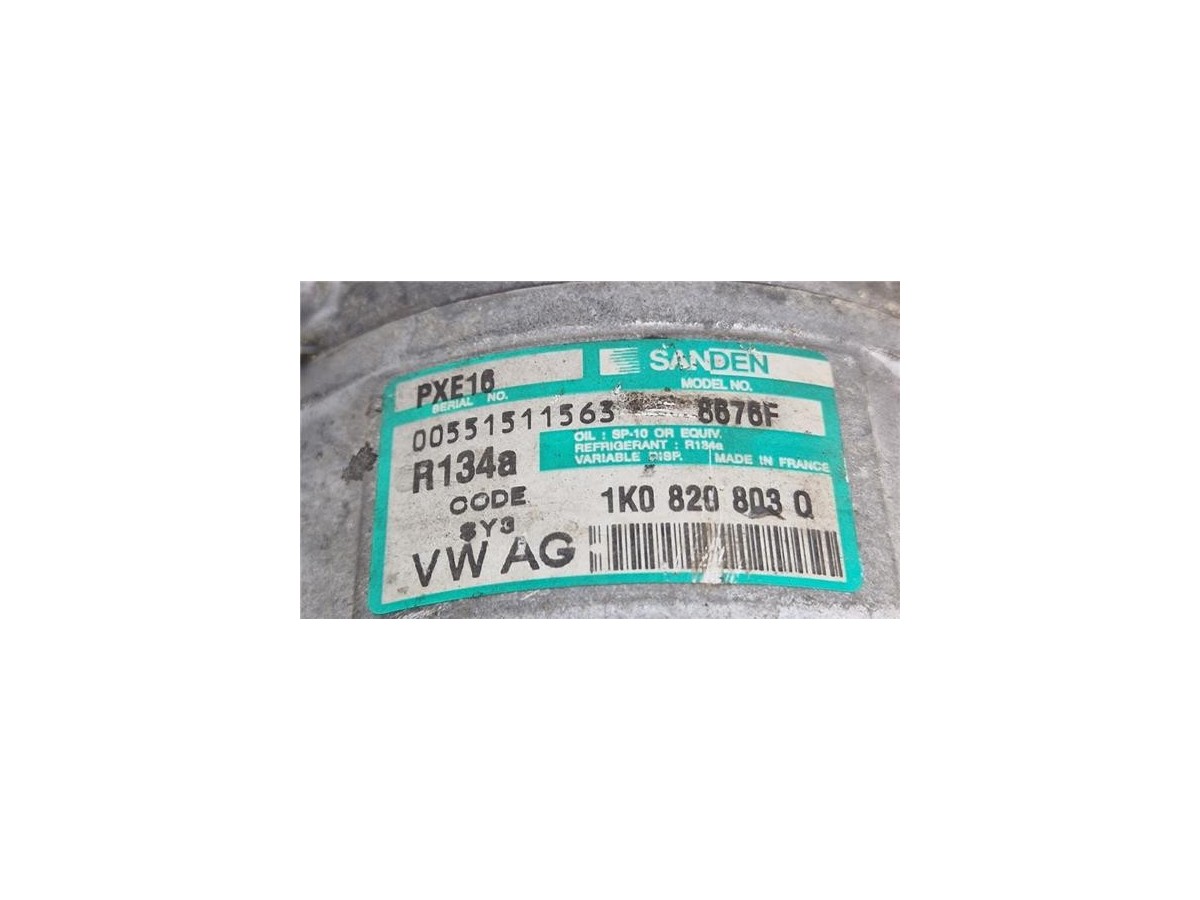 PXE16 SANDEN
SERIAL NO. MODEL NO.
00551511563 8676F
OIL : SP-10 OR EQUIV.
REFRIGERANT : R134a
VARIABLE DISP. MADE IN FRANCE
R134a
CODE 1K0 820 803 Q
SY3
VW AG